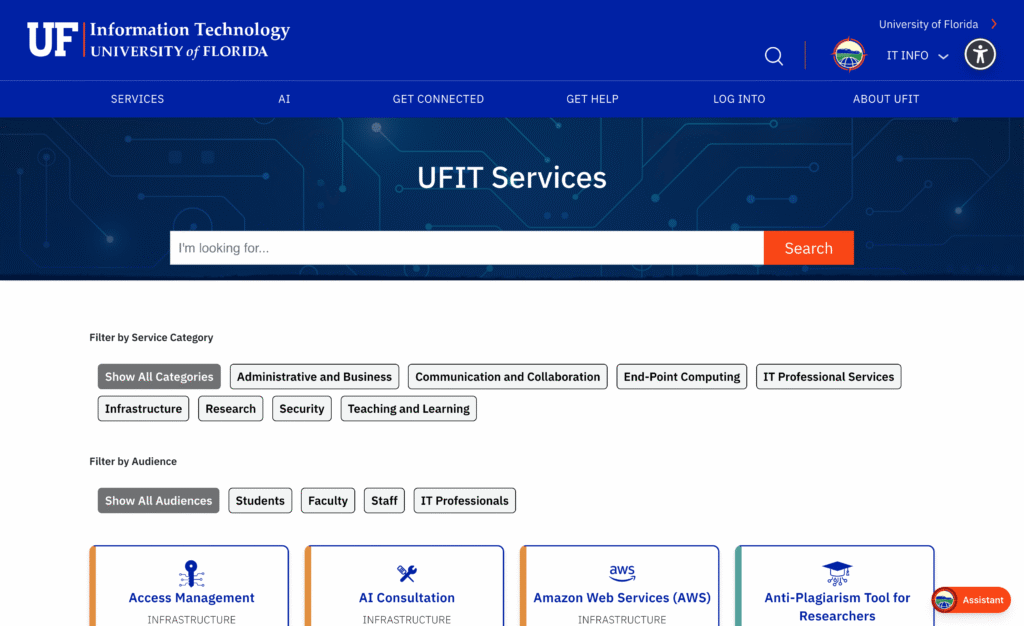 University of Florida
UF Information Technology
UNIVERSITY of FLORIDA
IT INFO
SERVICES
AI
GET CONNECTED
GET HELP
LOG INTO
ABOUT UFIT
UFIT Services
I'm looking for...
Search
Filter by Service Category
Show All Categories
Administrative and Business
Communication and Collaboration
End-Point Computing
IT Professional Services
Infrastructure
Research
Security
Teaching and Learning
Filter by Audience
Show All Audiences
Students
Faculty
Staff
IT Professionals
Access Management
INFRASTRUCTURE
AI Consultation
INFRASTRUCTURE
aws
Amazon Web Services (AWS)
INFRASTRUCTURE
Anti-Plagiarism Tool for
Researchers
Assistant